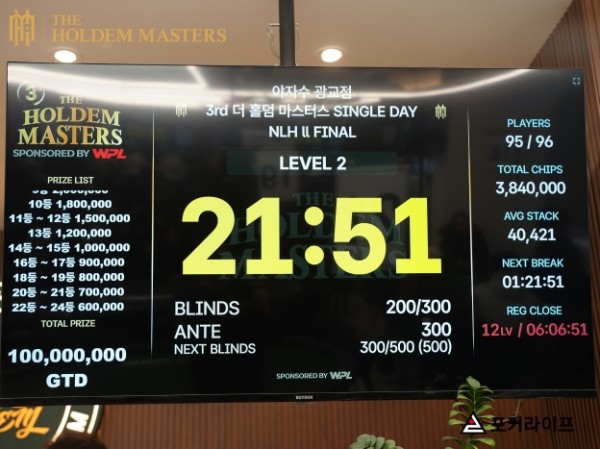 THE
HOLDEM MASTERS
3
THE
HOLDEM
MASTERS
SPONSORED BY WPL
PRIZE LIST
10등 1,800,000
11등 ~ 12등 1,500,000
13등 1,200,000
14등 ~ 15등 1,000,000
16등 ~ 17등 900,000
18등 ~ 19등 800,000
20등 ~ 21등 700,000
22등 ~ 24등 600,000
TOTAL PRIZE
100,000,000
GTD
야자수 광교점
3rd 더 홀덤 마스터스 SINGLE DAY
NLH ll FINAL
LEVEL 2
21:51
THE
HOLDEM
MASTERS
BLINDS 200/300
ANTE 300
NEXT BLINDS 300/500 (500)
SPONSORED BY WPL
PLAYERS
95 / 96
TOTAL CHIPS
3,840,000
AVG STACK
40,421
NEXT BREAK
01:21:51
REG CLOSE
12LV / 06:06:51
포커라이프